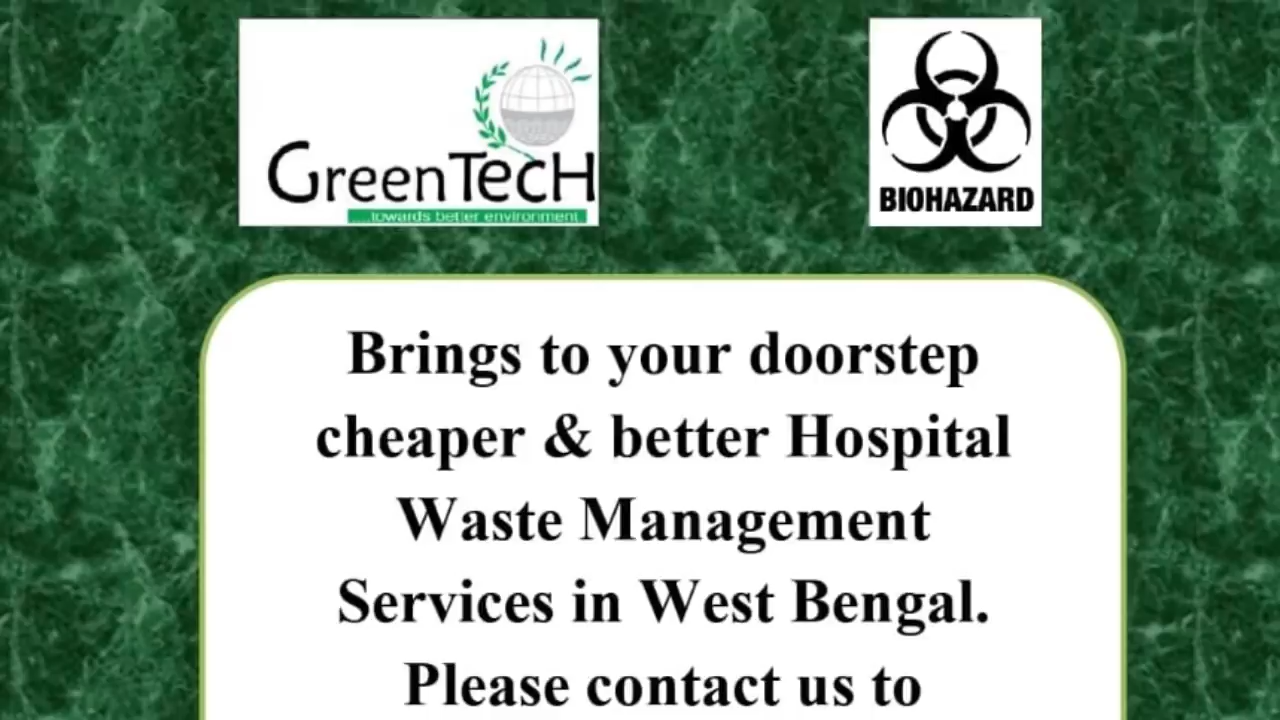 GreenTecH
....towards better environment
BIOHAZARD
Brings to your doorstep
cheaper & better Hospital
Waste Management
Services in West Bengal.
Please contact us to